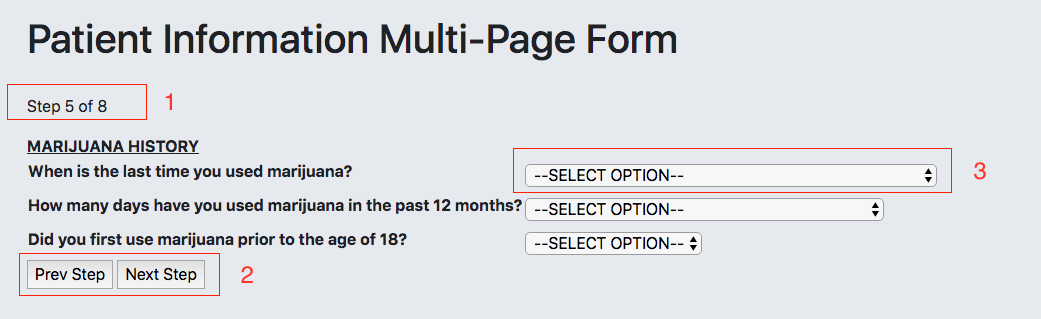 Patient Information Multi-Page Form
Step 5 of 8
1
MARIJUANA HISTORY
When is the last time you used marijuana? --SELECT OPTION-- 3
How many days have you used marijuana in the past 12 months? --SELECT OPTION--
Did you first use marijuana prior to the age of 18? --SELECT OPTION--
Prev Step Next Step 2